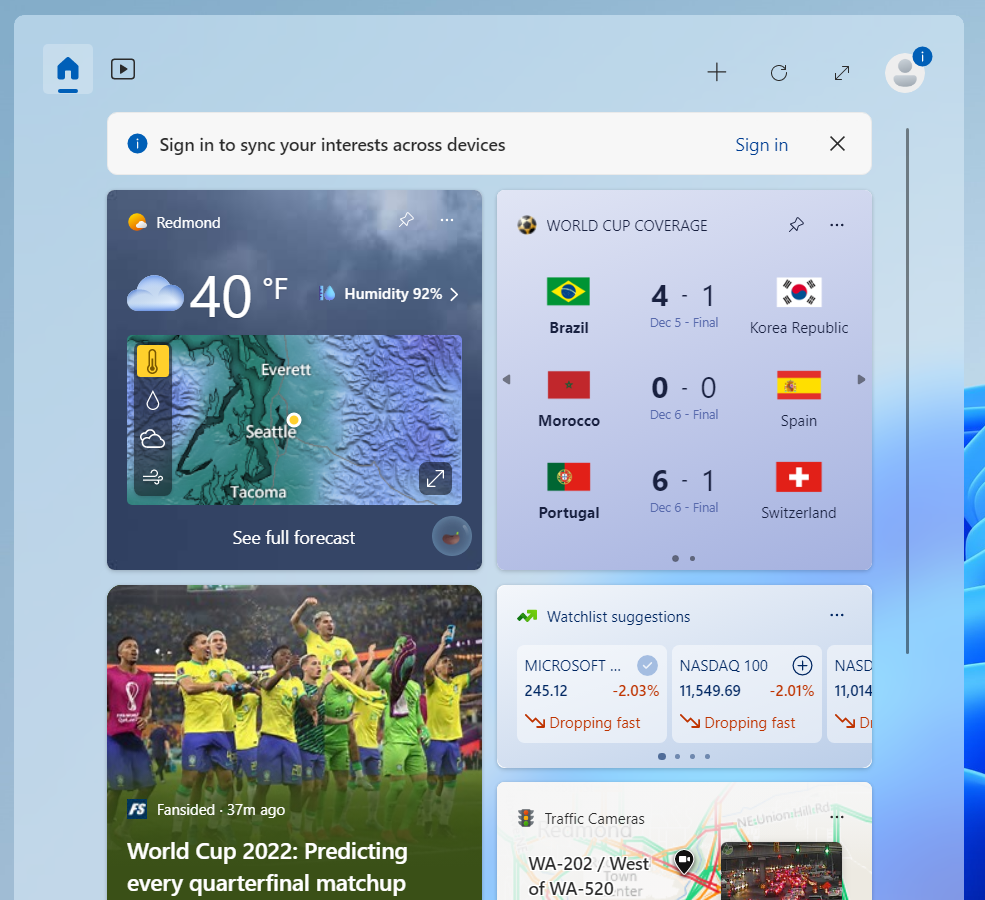 Sign in to sync your interests across devices
Sign in
Redmond
40 °F
Humidity 92%
Everett
Seattle
Tacoma
See full forecast
WORLD CUP COVERAGE
4 - 1
Dec 5 - Final
Brazil
Korea Republic
0 - 0
Dec 6 - Final
Morocco
Spain
6 - 1
Dec 6 - Final
Portugal
Switzerland
FS
Fansided · 37m ago
World Cup 2022: Predicting
every quarterfinal matchup
Watchlist suggestions
MICROSOFT ...
245.12 -2.03%
Dropping fast
NASDAQ 100
11,549.69 -2.01%
Dropping fast
NASD
11,014
Dr
Traffic Cameras
Redmond
NE Union Hill Rd
WA-202 / West
of WA-520
Town
Center